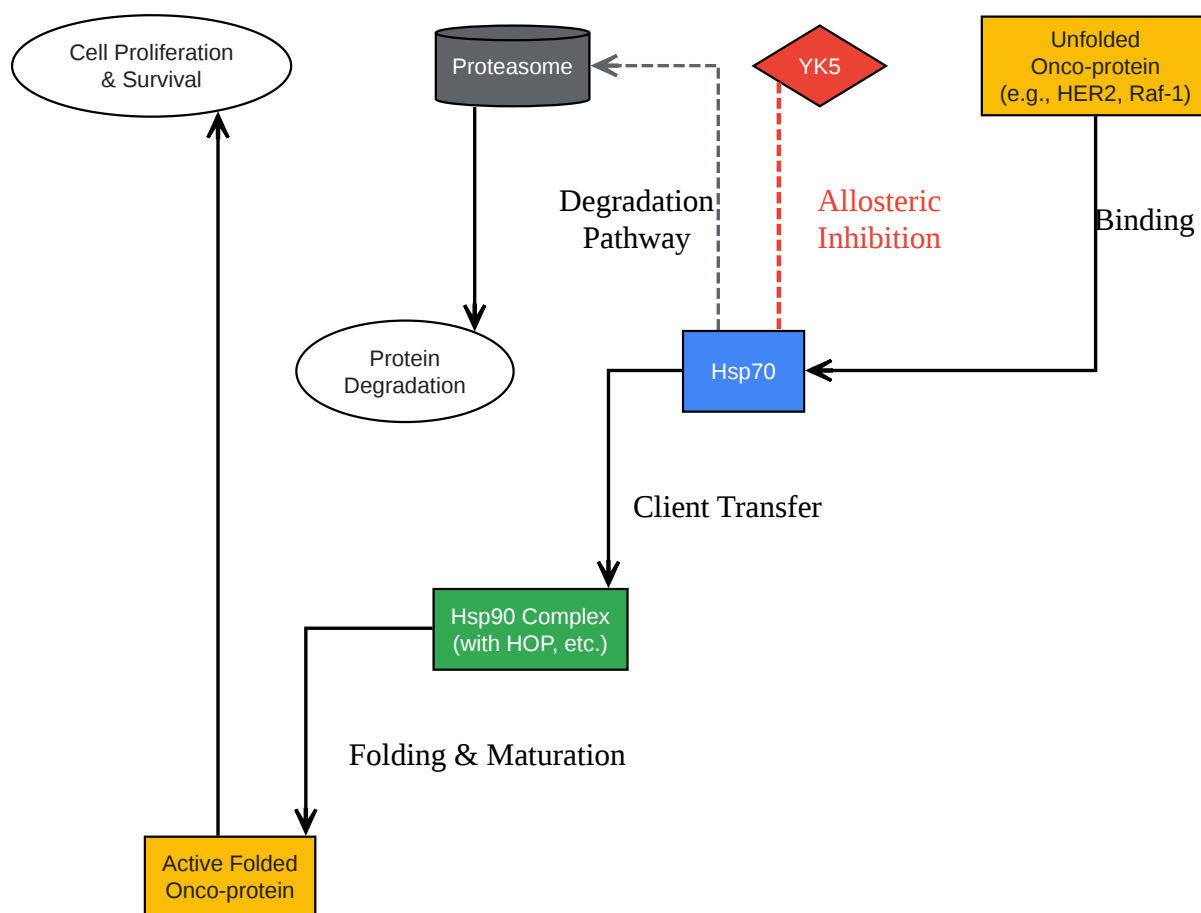 Cell Proliferation
& Survival
Proteasome
YK5
Unfolded
Onco-protein
(e.g., HER2, Raf-1)
Degradation
Pathway
Allosteric
Inhibition
Binding
Protein
Degradation
Hsp70
Client Transfer
Hsp90 Complex
(with HOP, etc.)
Folding & Maturation
Active Folded
Onco-protein